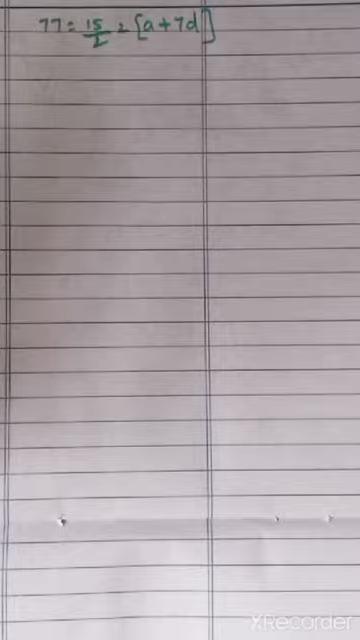 77 = 15/2 2 [a + 7d]
XRecorder